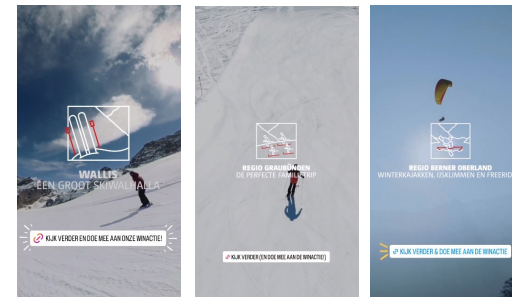 WALLIS
EEN GROOT SKIWALHALLA
KIJK VERDER EN DOE MEE AAN ONZE WINACTIE!
REGIO GRAUBÜNDEN
DE PERFECTE FAMILIETRIP
KIJK VERDER (EN DOE MEE AAN DE WINACTIE!)
REGIO BERNER OBERLAND
WINTERKAJAKKEN, IJSKLIMMEN EN FREERID
KIJK VERDER & DOE MEE AAN DE WINACTIE